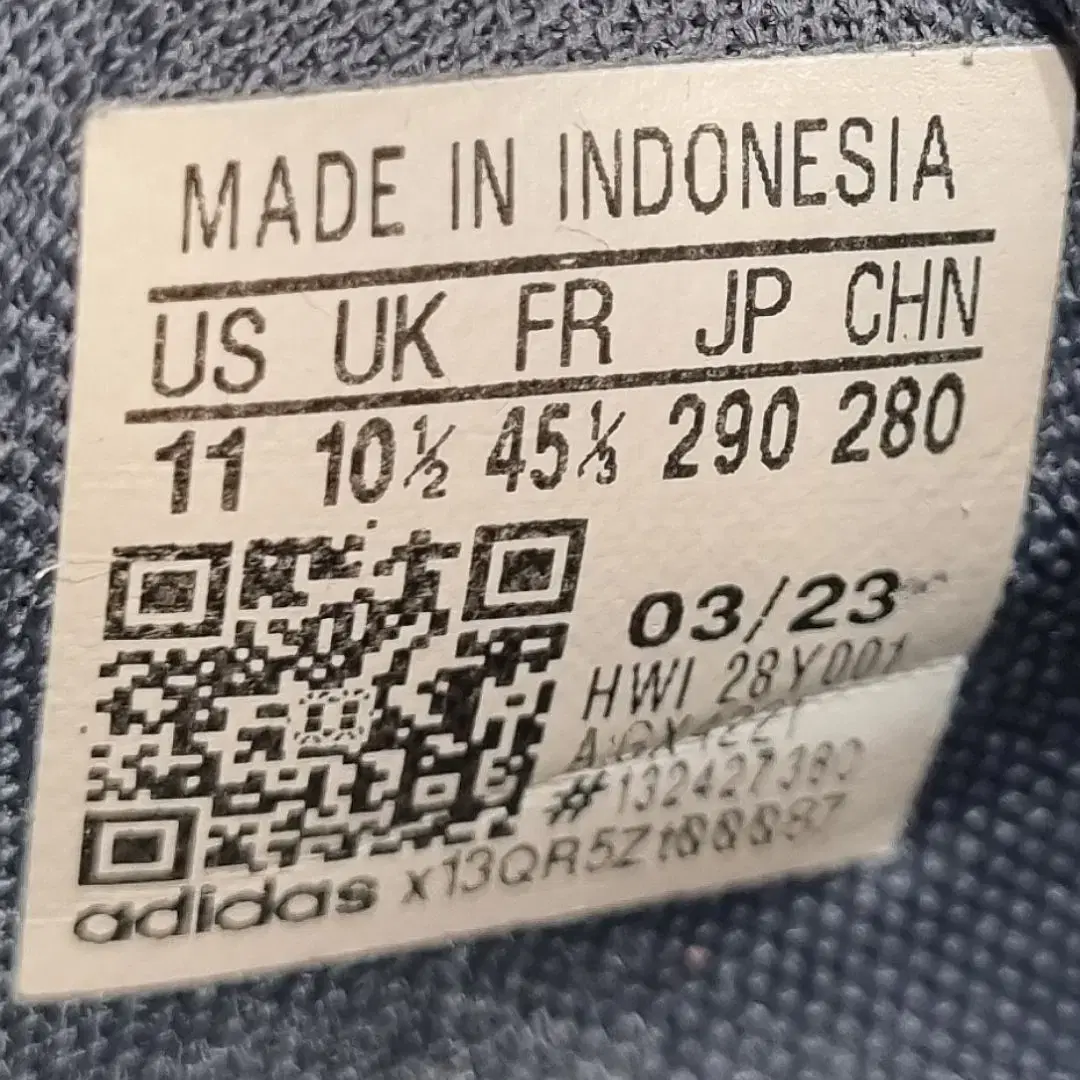 MADE IN INDONESIA
US UK FR JP CHN
11 10½ 45⅓ 290 280
03/23
HWI 28Y001
#132427380
adidas